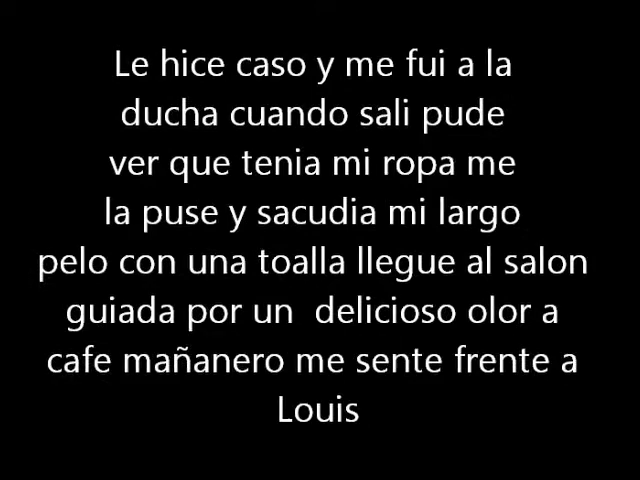 Le hice caso y me fui a la
ducha cuando sali pude
ver que tenia mi ropa me
la puse y sacudia mi largo
pelo con una toalla llegue al salon
guiada por un  delicioso olor a
cafe mañanero me sente frente a
Louis